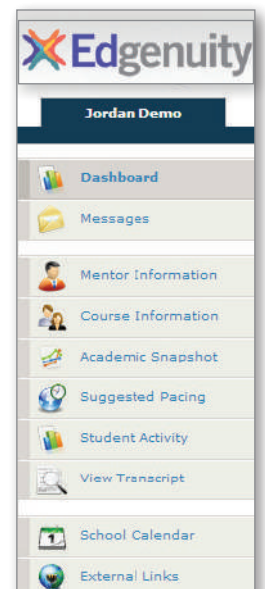 Edgenuity
Jordan Demo
Dashboard
Messages
Mentor Information
Course Information
Academic Snapshot
Suggested Pacing
Student Activity
View Transcript
School Calendar
External Links